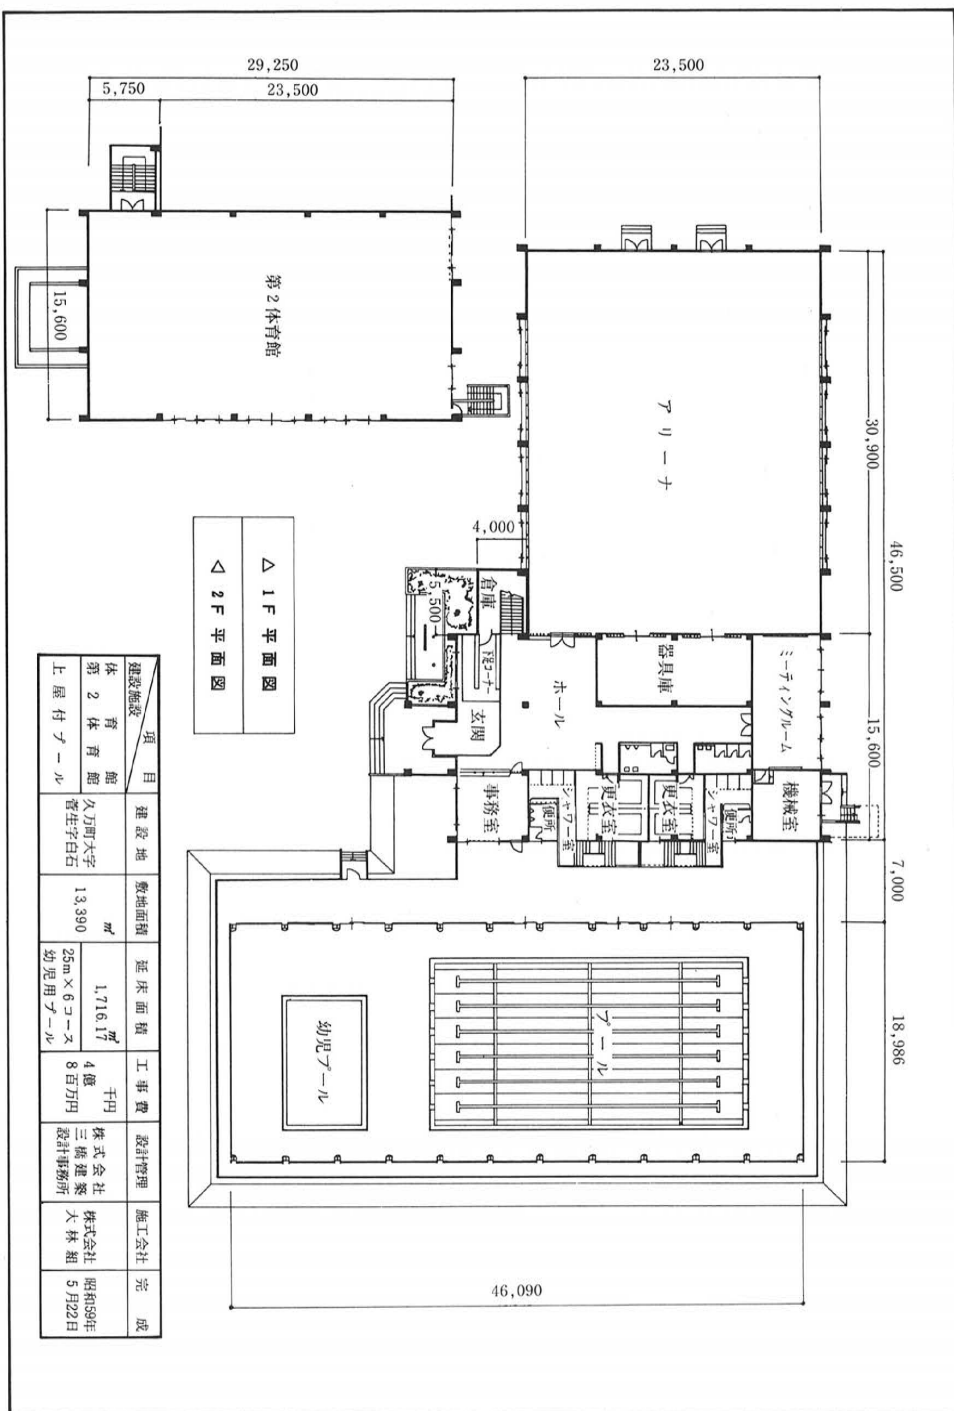 29,250
5,750
23,500
23,500
15,600
第2体育館
アリーナ
30,900
46,500
4,000
倉庫
5,500
下足コーナー
玄関
ホール
器具庫
ミーティングルーム
15,600
事務室
便所
シャワー室
更衣室
更衣室
シャワー室
便所
機械室
7,000
18,986
プール
幼児プール
46,090
△ 1F平面図
◁ 2F平面図
項目
建設施設
建設地
敷地面積
延床面積
工事費
設計管理
施工会社
完成
体育館
第2体育館
上屋付プール
久万町大字
菅生字白石
㎡
13,390
㎡
1,716.17
25m×6コース
幼児用プール
千円
4億
8百万円
株式会社
三橋建築
設計事務所
株式会社
大林組
昭和59年
5月22日